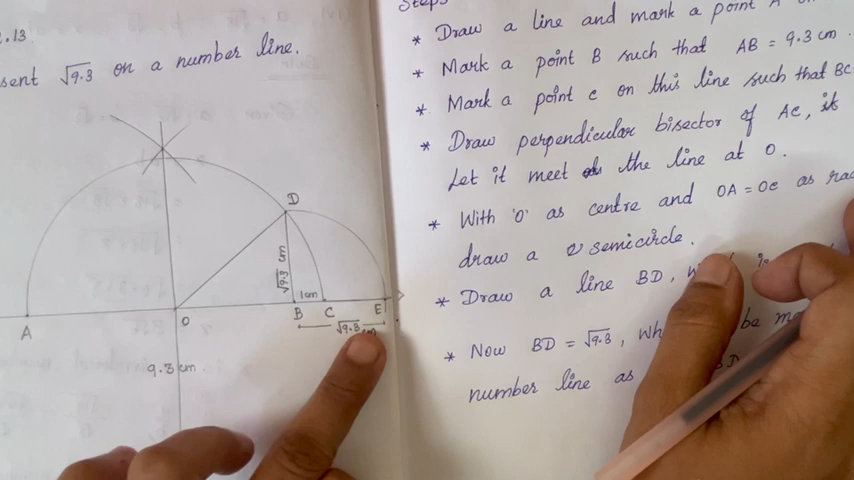 .13.
sent √9.3 on a number line.
D
√9.3 cm
1cm
A
O
B
C
E
√9.3 cm
9.3 cm
Steps
* Draw a line and mark a point A
* Mark a point B such that AB = 9.3 cm.
* Mark a point C on this line such that BC
* Draw perpendicular bisector of AC, it
Let it meet the line at O.
* With 'O' as centre and OA = OC as
draw a semicircle.
* Draw a line BD,
* Now BD = √9.3, be
number line as BD